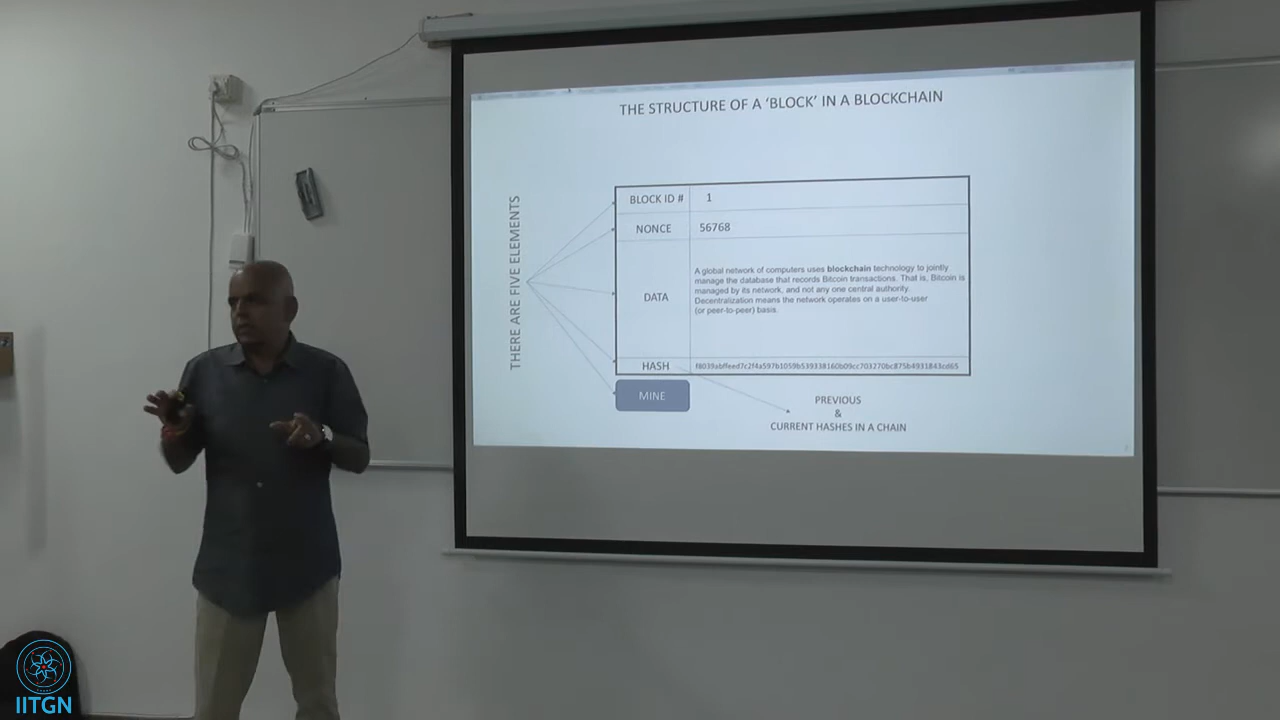 THE STRUCTURE OF A 'BLOCK' IN A BLOCKCHAIN
THERE ARE FIVE ELEMENTS
BLOCK ID # 1
NONCE 56768
DATA
A global network of computers uses blockchain technology to jointly
manage the database that records Bitcoin transactions. That is, Bitcoin is
managed by its network, and not any one central authority.
Decentralization means the network operates on a user-to-user
(or peer-to-peer) basis.
HASH
MINE
PREVIOUS
&
CURRENT HASHES IN A CHAIN
IITGN